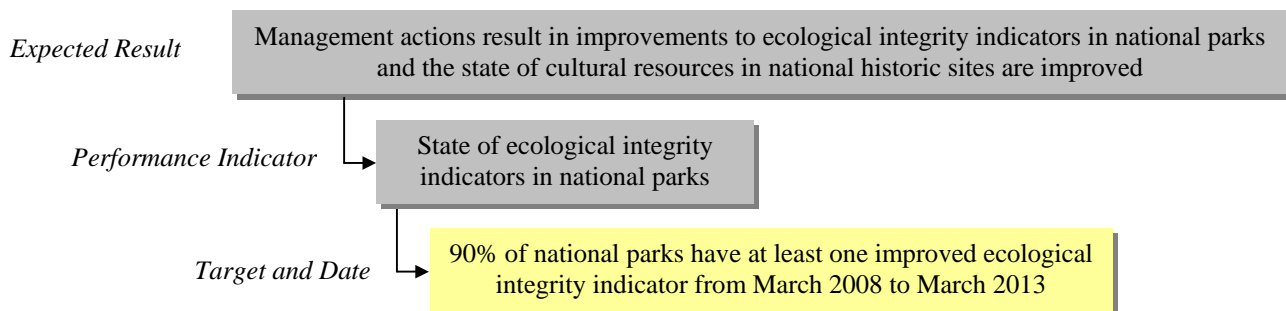 Expected Result
Management actions result in improvements to ecological integrity indicators in national parks
and the state of cultural resources in national historic sites are improved
Performance Indicator
State of ecological integrity
indicators in national parks
Target and Date
90% of national parks have at least one improved ecological
integrity indicator from March 2008 to March 2013